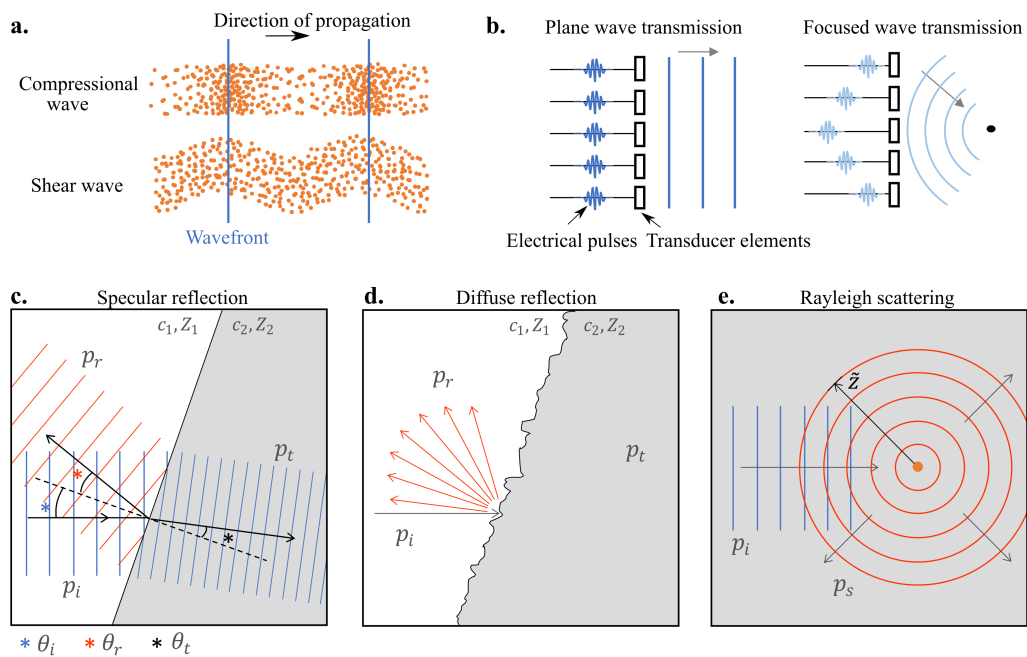 a.
Direction of propagation
Compressional
wave
Shear wave
Wavefront
b.
Plane wave transmission
Focused wave transmission
Electrical pulses
Transducer elements
c.
Specular reflection
c₁, Z₁
c₂, Z₂
pᵣ
pₜ
*
*
*
pᵢ
* θᵢ
* θᵣ
* θₜ
d.
Diffuse reflection
c₁, Z₁
c₂, Z₂
pᵣ
pₜ
pᵢ
e.
Rayleigh scattering
z̃
pᵢ
pₛ